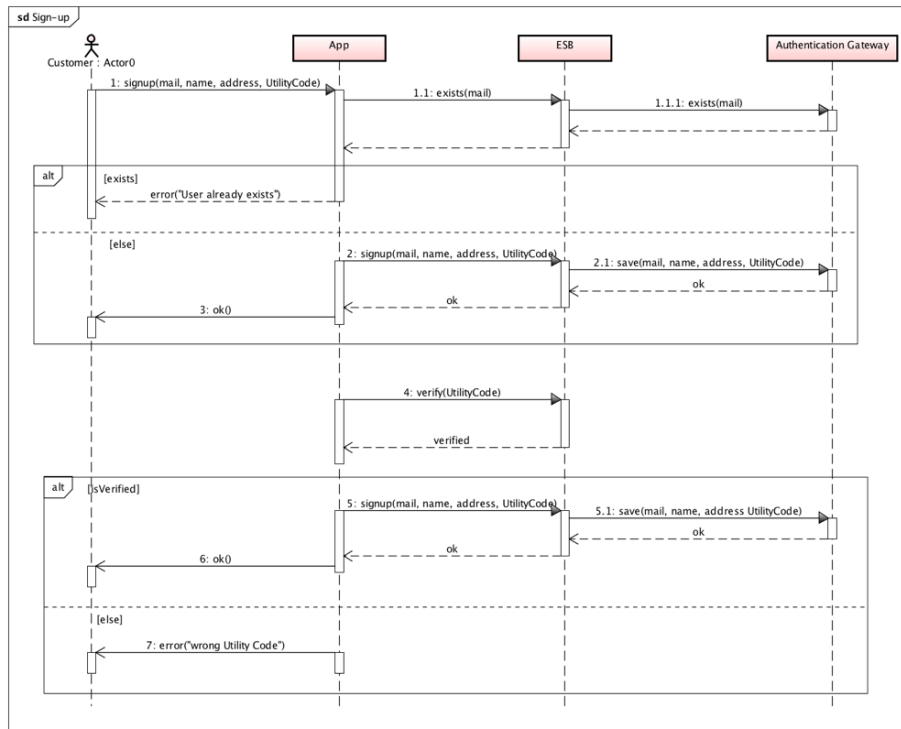 sd Sign-up
App
ESB
Authentication Gateway
Customer : Actor0
1: signup(mail, name, address, UtilityCode)
1.1: exists(mail)
1.1.1: exists(mail)
alt
[exists]
error("User already exists")
[else]
2: signup(mail, name, address, UtilityCode)
2.1: save(mail, name, address, UtilityCode)
ok
ok
3: ok()
4: verify(UtilityCode)
verified
alt
[isVerified]
5: signup(mail, name, address, UtilityCode)
5.1: save(mail, name, address UtilityCode)
ok
ok
6: ok()
[else]
7: error("wrong Utility Code")